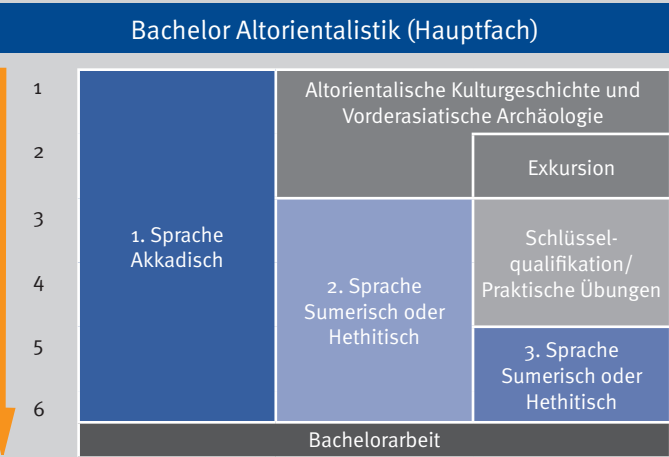 Bachelor Altorientalistik (Hauptfach)
1
2
3
4
5
6
1. Sprache
Akkadisch
Altorientalische Kulturgeschichte und
Vorderasiatische Archäologie
Exkursion
2. Sprache
Sumerisch oder
Hethitisch
Schlüssel-
qualifikation/
Praktische Übungen
3. Sprache
Sumerisch oder
Hethitisch
Bachelorarbeit